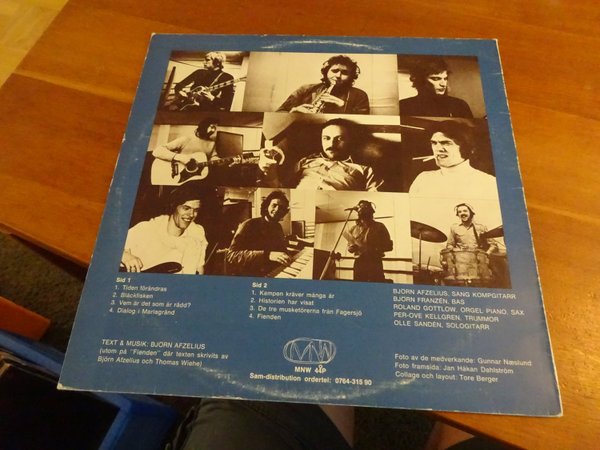 Sid 1
1. Tiden förändras
2. Bläckfisken
3. Vem är det som är rädd?
4. Dialog i Mariagränd
Sid 2
1. Kampen kräver många år
2. Historien har visat
3. De tre musketörerna från Fagersjö
4. Fienden
BJÖRN AFZELIUS, SÅNG KOMPGITARR
BJÖRN FRANZÉN, BAS
ROLAND GOTTLOW, ORGEL PIANO, SAX
PER-OVE KELLGREN, TRUMMOR
OLLE SANDEN, SOLOGITARR
TEXT & MUSIK: BJÖRN AFZELIUS
(utom på "Fienden" där texten skrivits av
Björn Afzelius och Thomas Wiehe)
MNW
MNW
Sam-distribution ordertel: 0764-315 90
Foto av de medverkande: Gunnar Næslund
Foto framsida: Jan Håkan Dahlström
Collage och layout: Tore Berger